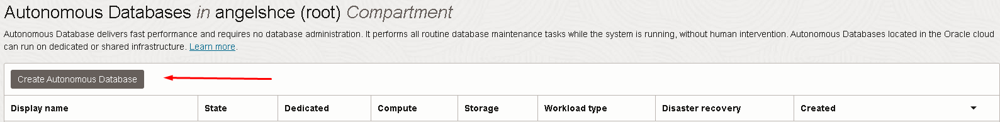 Autonomous Databases in angelshce (root) Compartment
Autonomous Database delivers fast performance and requires no database administration. It performs all routine database maintenance tasks while the system is running, without human intervention. Autonomous Databases located in the Oracle cloud
can run on dedicated or shared infrastructure. Learn more.
Create Autonomous Database
Display name State Dedicated Compute Storage Workload type Disaster recovery Created